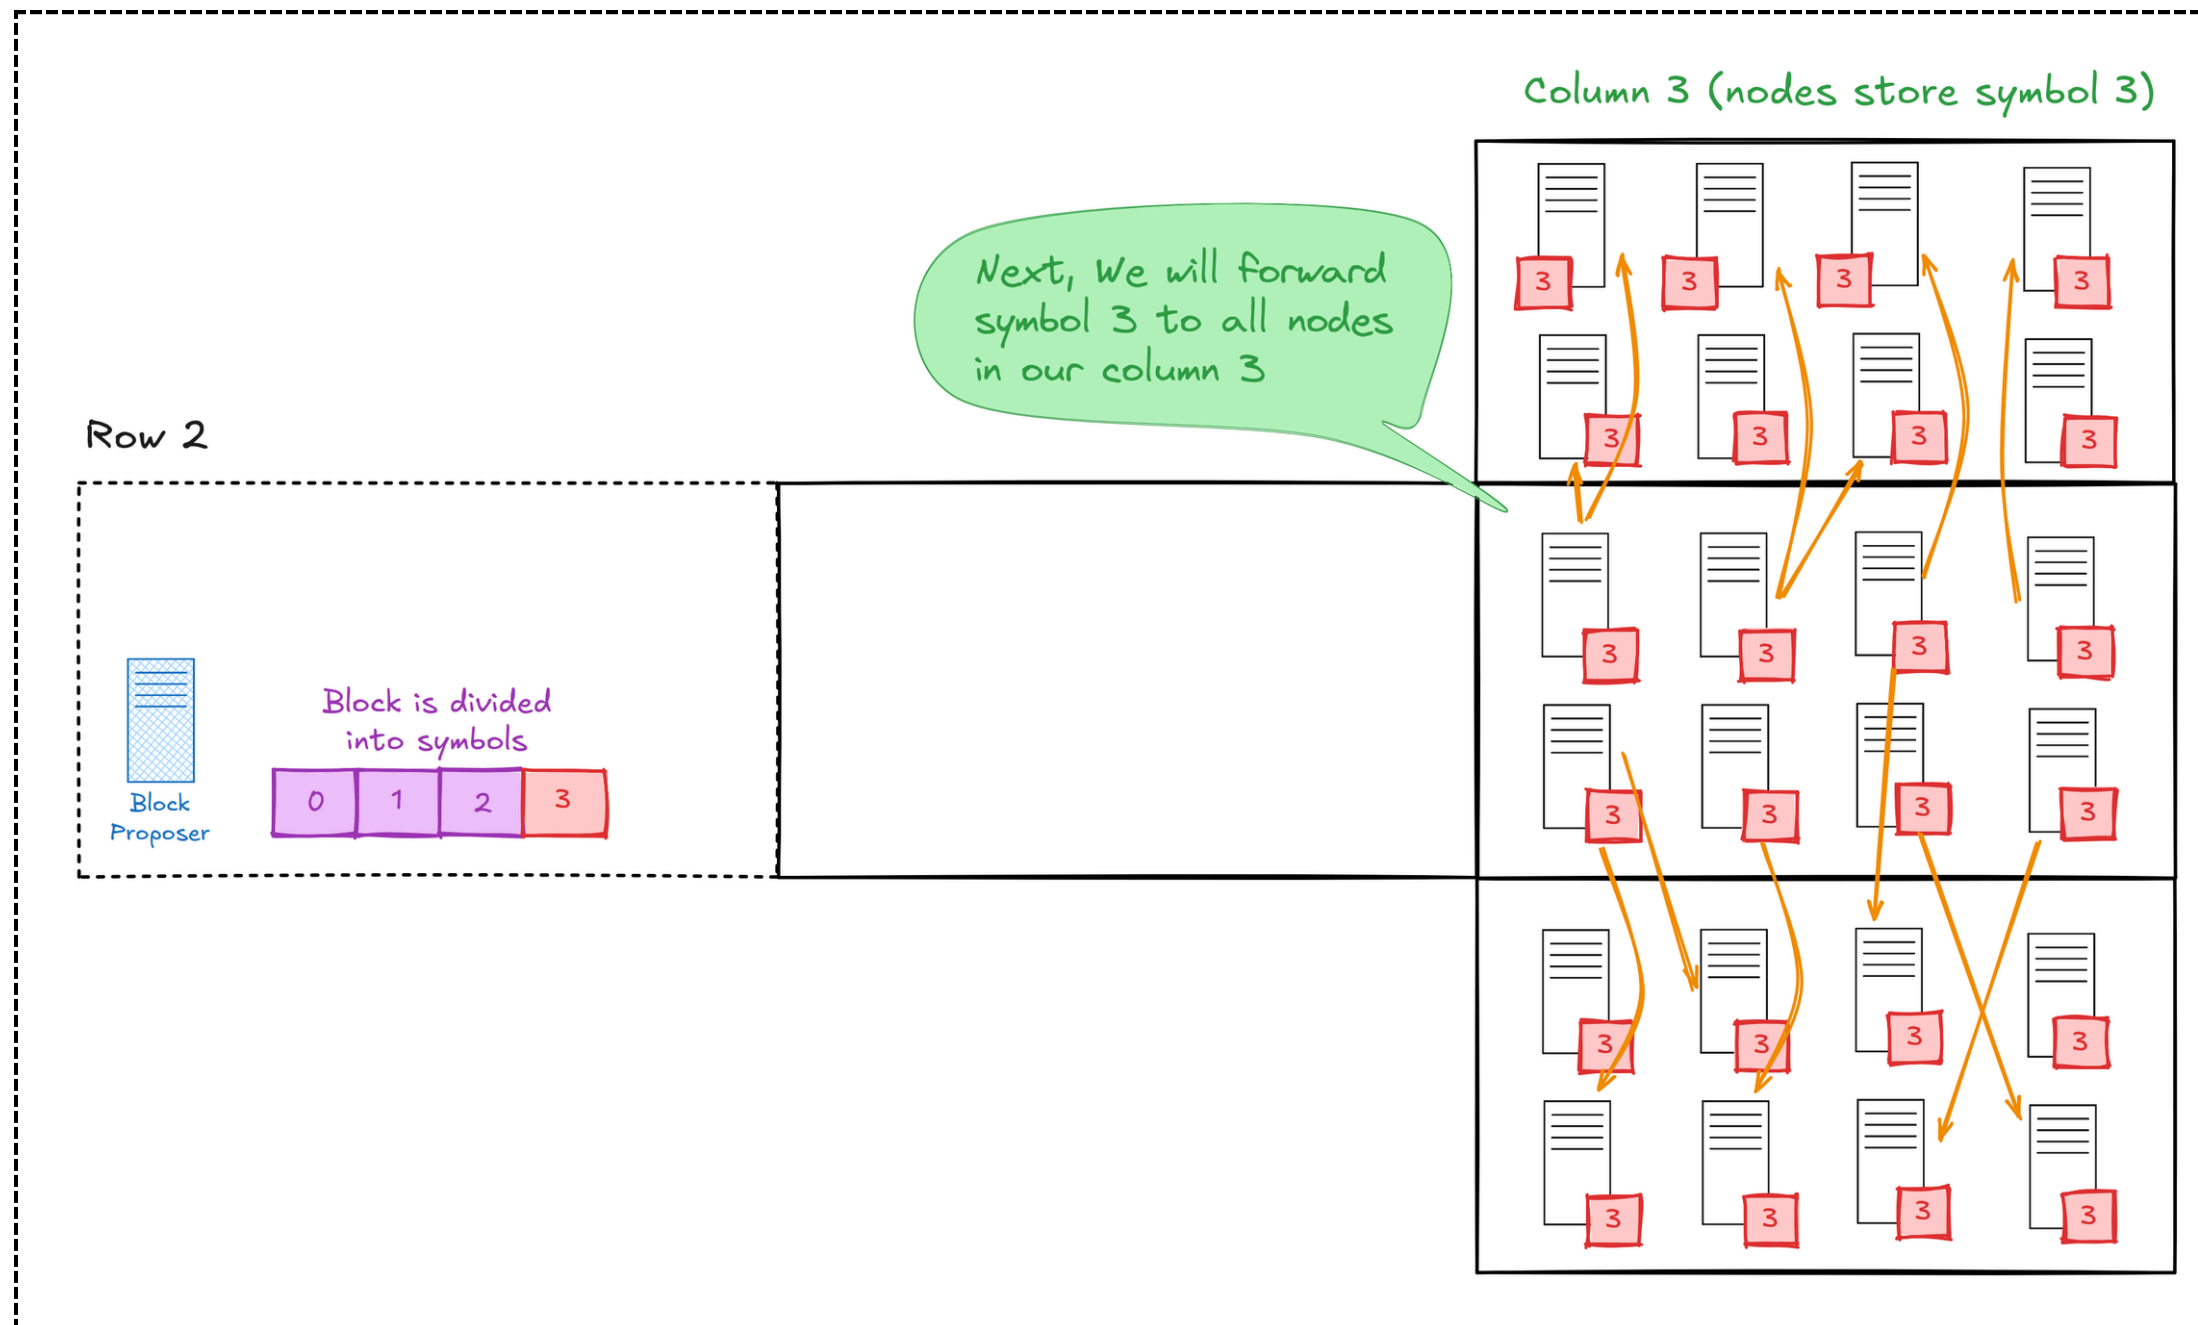 Column 3 (nodes store symbol 3)
3 3 3 3
Next, We will forward
symbol 3 to all nodes
in our column 3
3 3 3 3
Row 2
3 3 3 3
Block is divided
into symbols
0 1 2 3
Block
Proposer
3 3 3 3
3 3 3 3
3 3 3 3